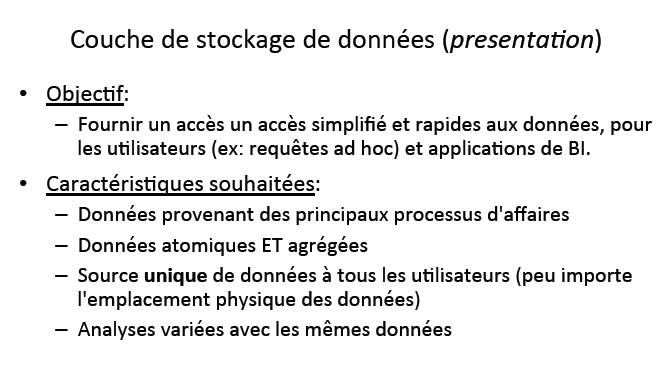 Couche de stockage de données (presentation)
• Objectif:
– Fournir un accès un accès simplifié et rapides aux données, pour
les utilisateurs (ex: requêtes ad hoc) et applications de BI.
• Caractéristiques souhaitées:
– Données provenant des principaux processus d'affaires
– Données atomiques ET agrégées
– Source unique de données à tous les utilisateurs (peu importe
l'emplacement physique des données)
– Analyses variées avec les mêmes données